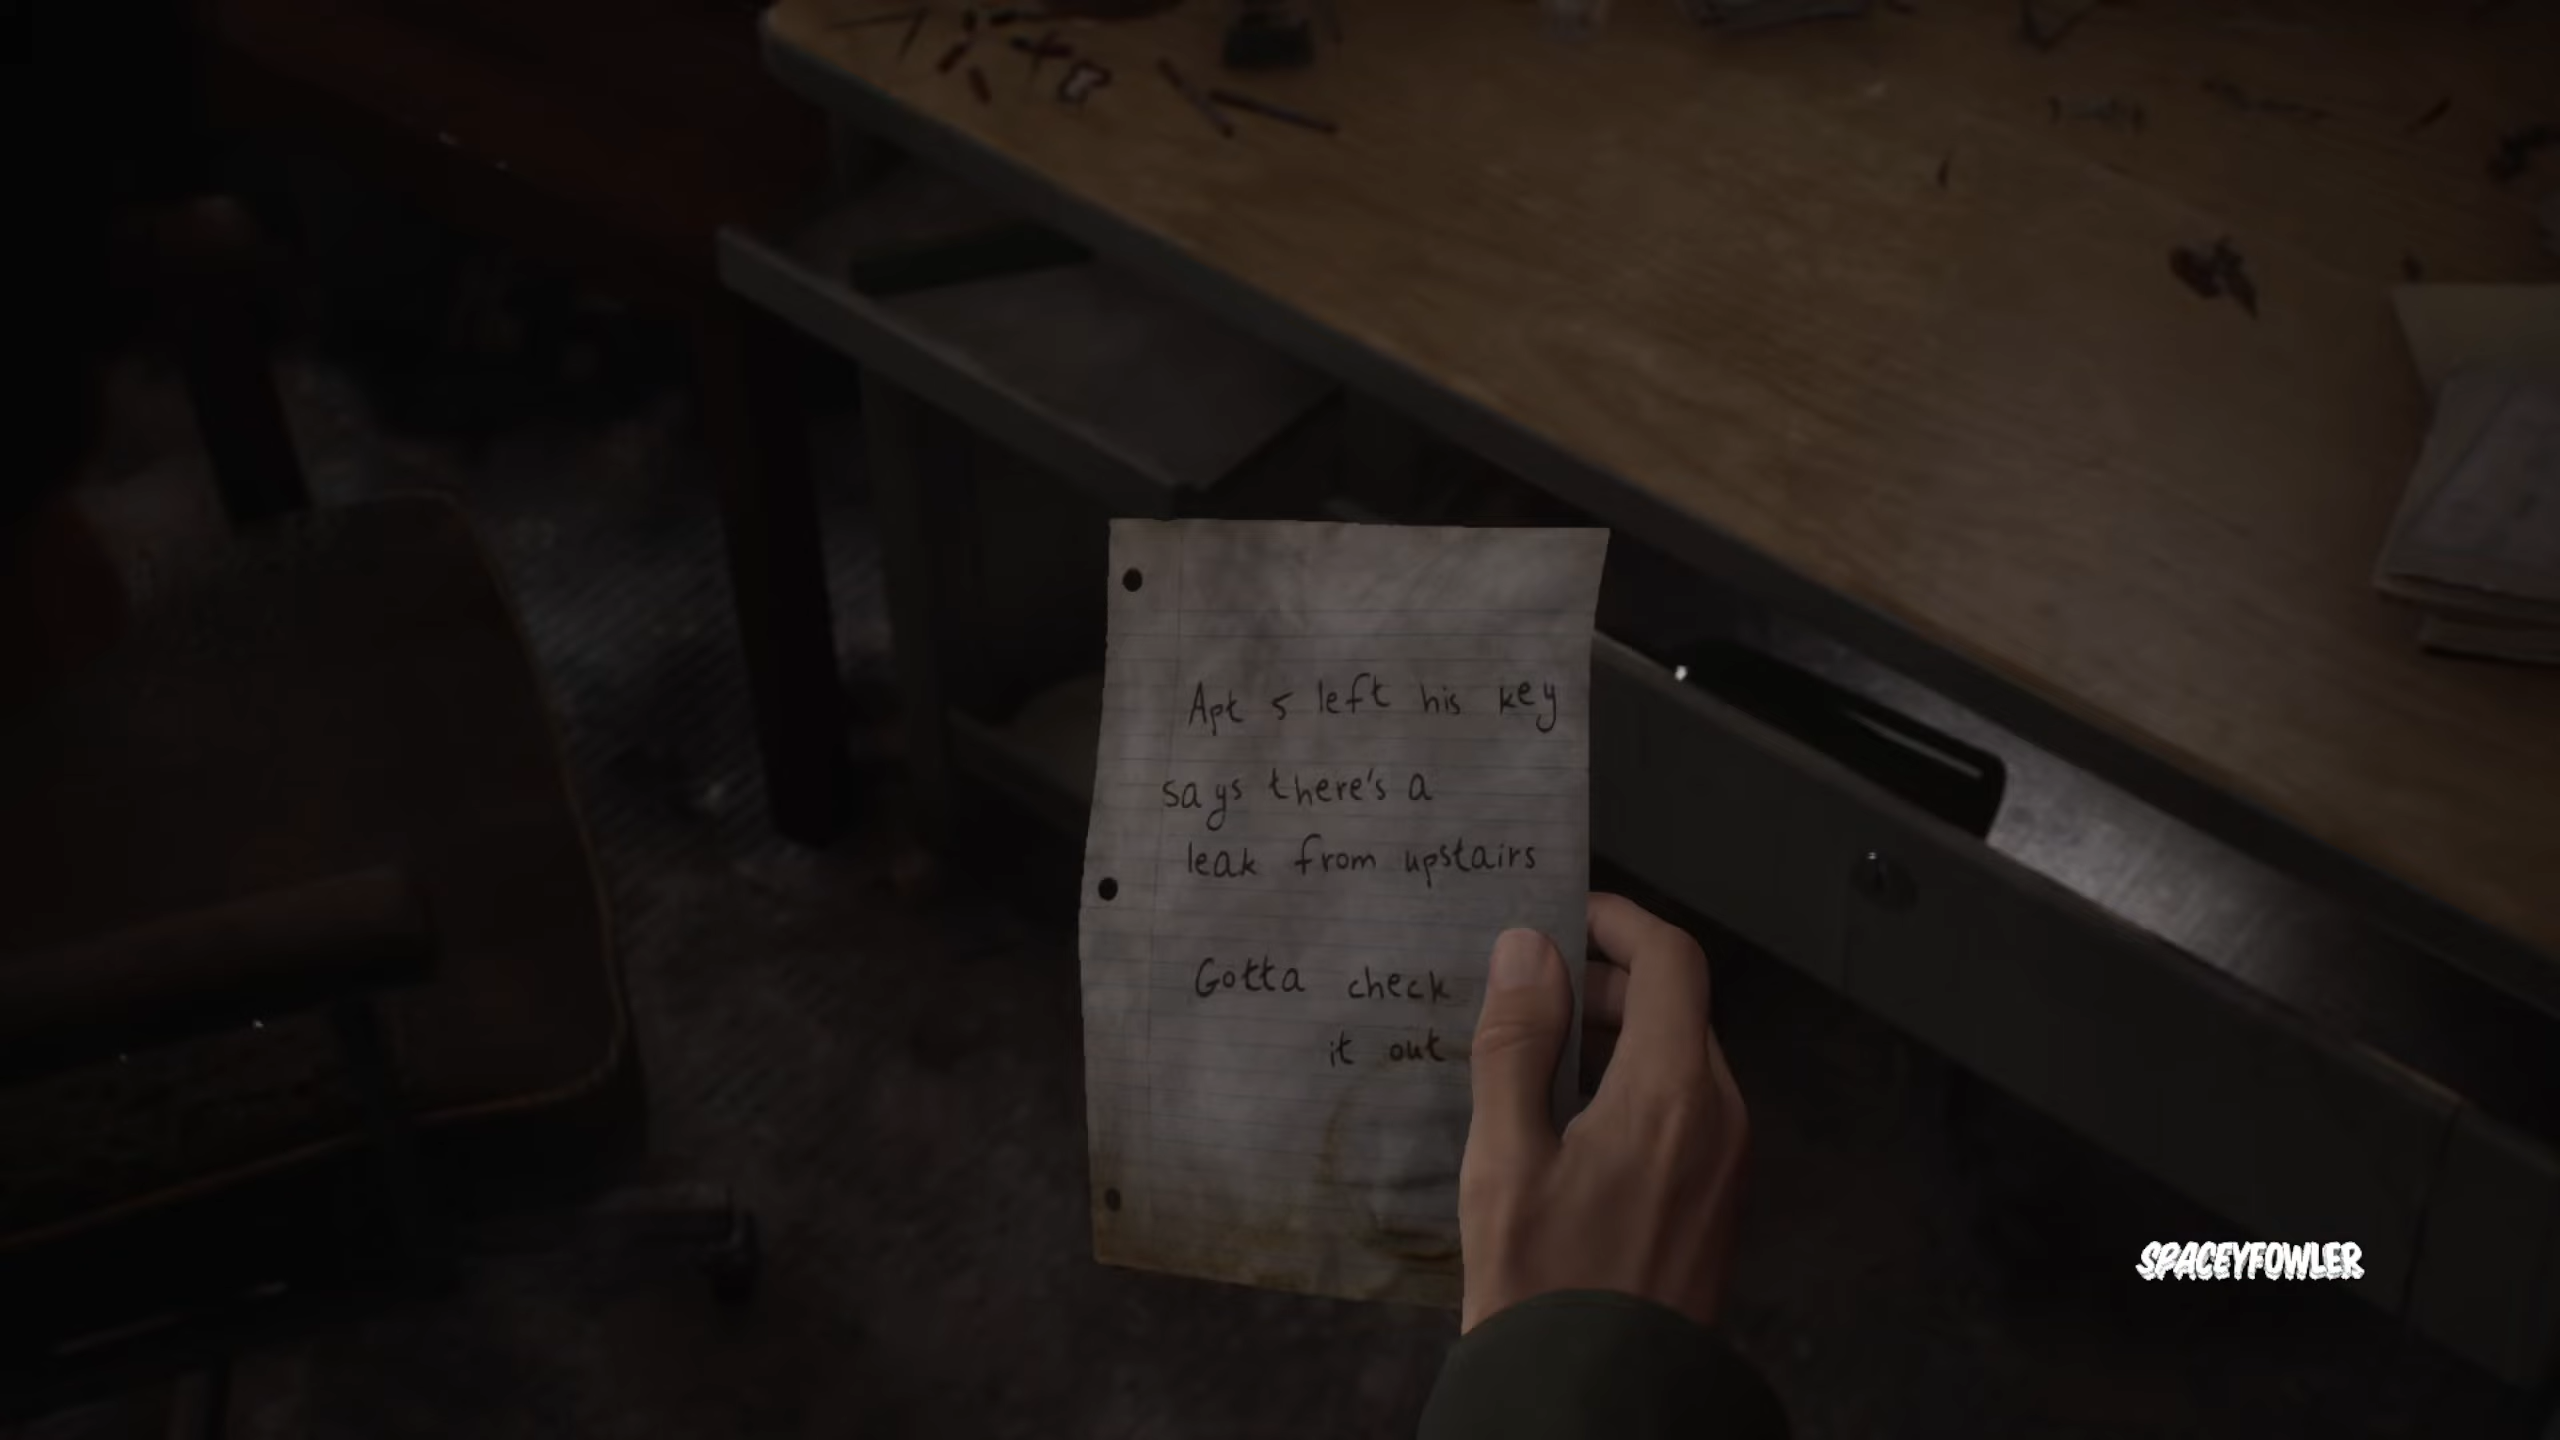 Apt 5 left his key
says there's a
leak from upstairs
Gotta check
it out
SPACEYFOWLER